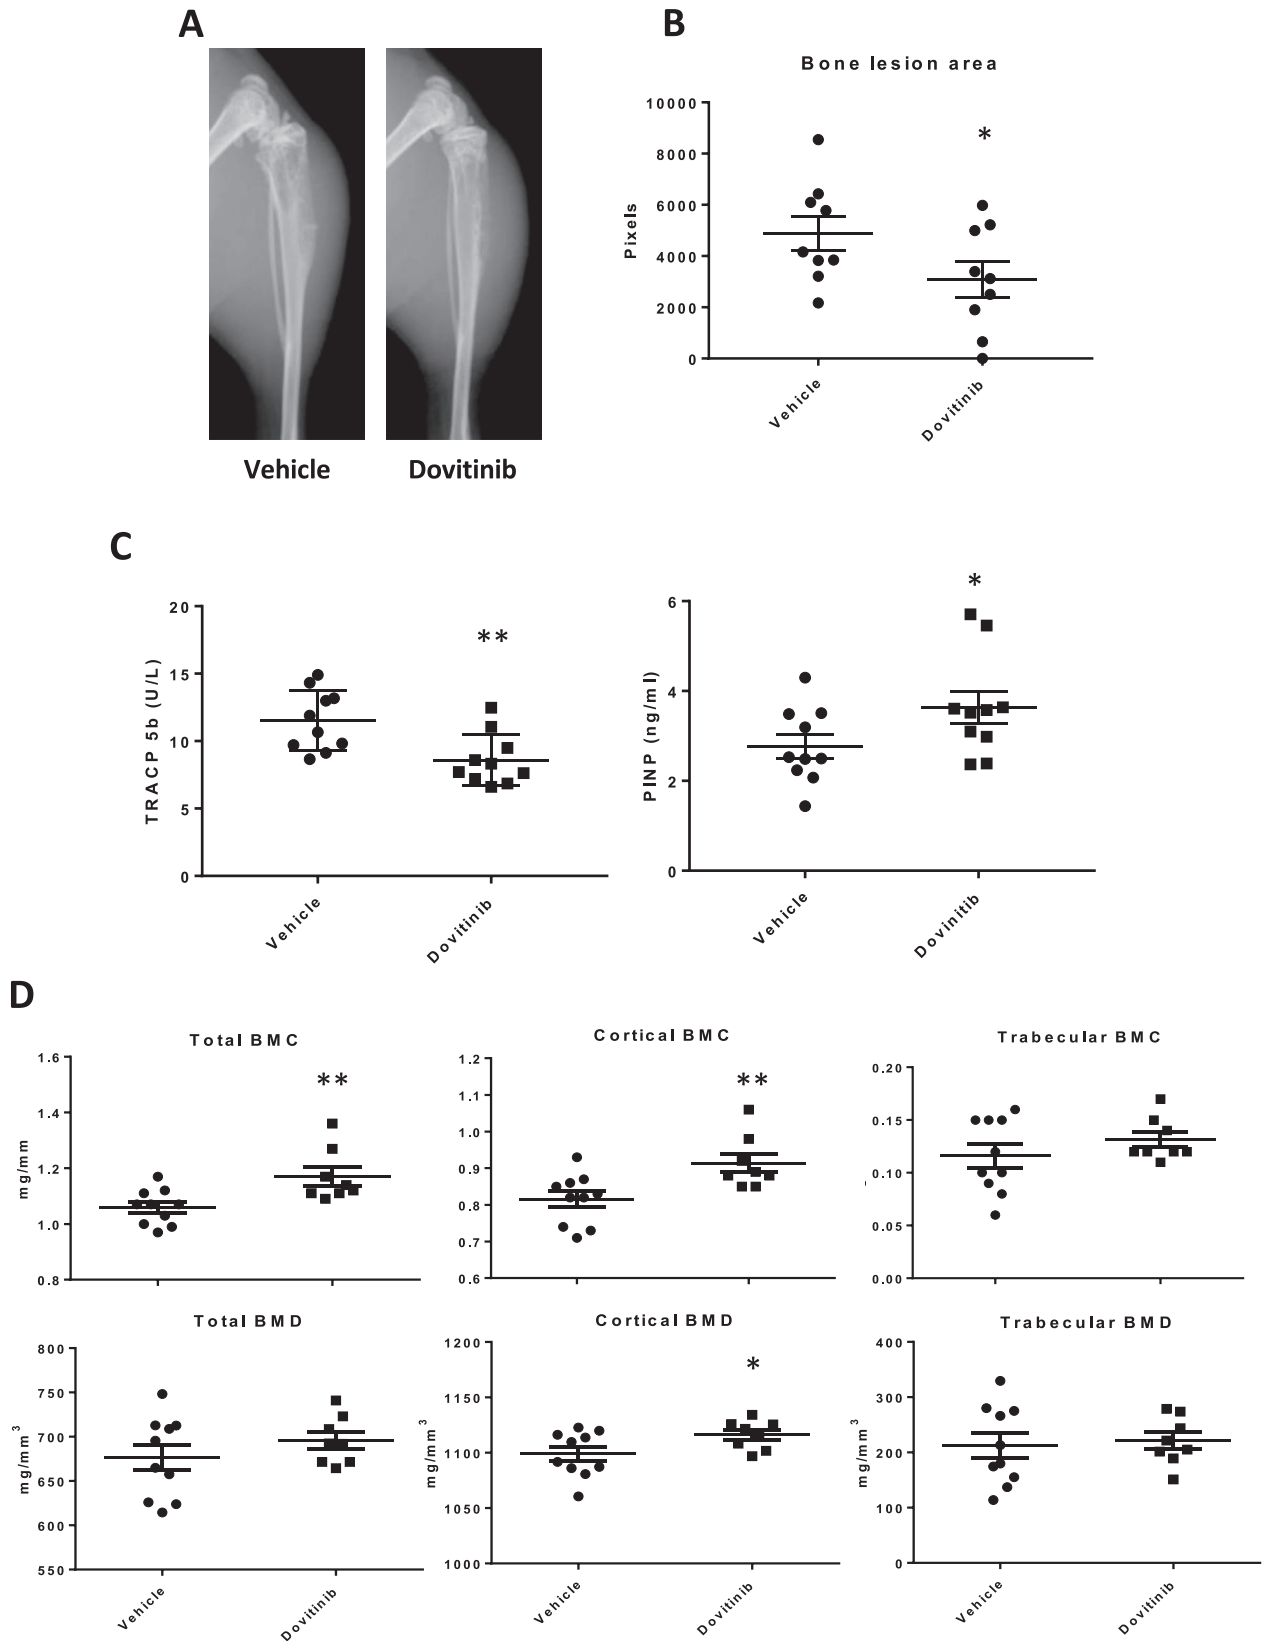 A
Vehicle
Dovitinib
B
Bone lesion area
*
Pixels
10000
8000
6000
4000
2000
0
Vehicle
Dovitinib
C
TRACP 5b (U/L)
20
15
10
5
0
**
Vehicle
Dovitinib
PINP (ng/ml)
6
4
2
0
*
Vehicle
Dovinitib
D
Total BMC
mg/mm
1.6
1.4
1.2
1.0
0.8
**
Cortical BMC
1.2
1.1
1.0
0.9
0.8
0.7
0.6
**
Trabecular BMC
0.20
0.15
0.10
0.05
0.00
Total BMD
mg/mm3
800
750
700
650
600
550
Vehicle
Dovitinib
Cortical BMD
mg/mm3
1200
1150
1100
1050
1000
*
Vehicle
Dovitinib
Trabecular BMD
mg/mm3
400
300
200
100
0
Vehicle
Dovitinib